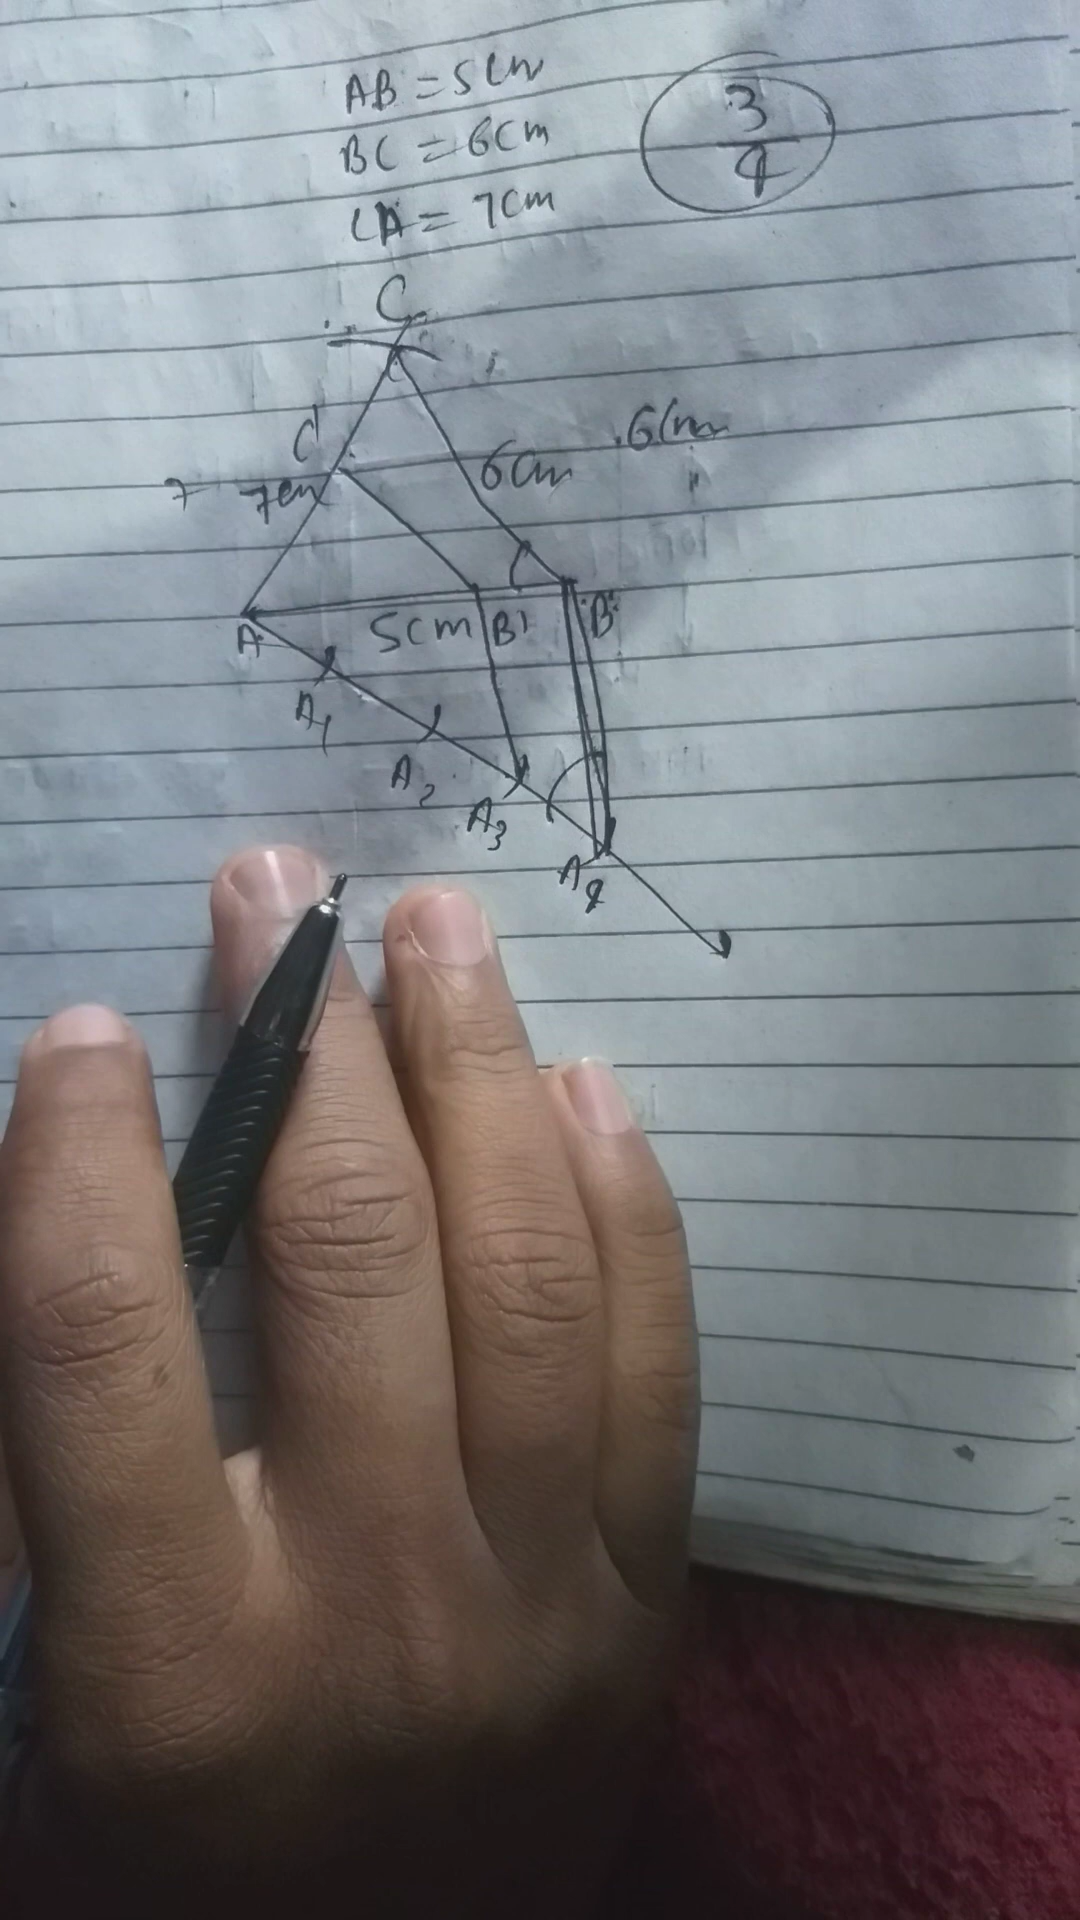 AB = 5cm
BC = 6cm
CA = 7cm
3
4
C
C'
7
7cm
6cm
6cm
A
5cm
B'
B
A1
A2
A3
A4